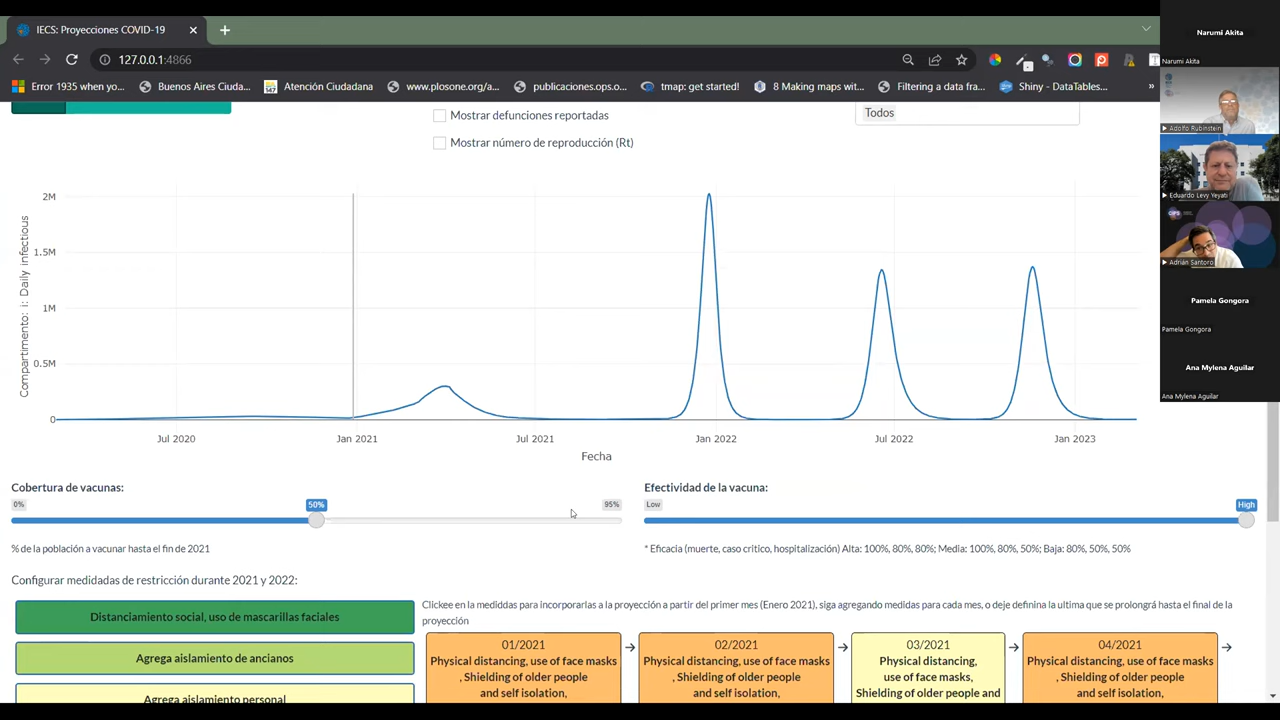 IECS: Proyecciones COVID-19
127.0.0.1:4866
Error 1935 when yo...
Buenos Aires Ciuda...
Atención Ciudadana
www.plosone.org/a...
publicaciones.ops.o...
tmap: get started!
8 Making maps wit...
Filtering a data fra...
Shiny - DataTables...
»
Mostrar defunciones reportadas
Todos
Mostrar número de reproducción (Rt)
Compartimento: i: Daily infectious
2M
1.5M
1M
0.5M
0
Jul 2020
Jan 2021
Jul 2021
Jan 2022
Jul 2022
Jan 2023
Fecha
Cobertura de vacunas:
0%
50%
95%
% de la población a vacunar hasta el fin de 2021
Efectividad de la vacuna:
Low
High
* Eficacia (muerte, caso crítico, hospitalización) Alta: 100%, 80%, 80%; Media: 100%, 80%, 50%; Baja: 80%, 50%, 50%
Configurar medidadas de restricción durante 2021 y 2022:
Distanciamiento social, uso de mascarillas faciales
Agrega aislamiento de ancianos
Agrega aislamiento personal
Clickee en la mediddas para incorporarlas a la proyección a partir del primer mes (Enero 2021), siga agregando medidas para cada mes, o deje definina la ultima que se prolongrá hasta el final de la
proyección
01/2021
Physical distancing, use of face masks
, Shielding of older people
and self isolation,
02/2021
Physical distancing, use of face masks
, Shielding of older people
and self isolation,
03/2021
Physical distancing,
use of face masks,
Shielding of older people and
04/2021
Physical distancing, use of face masks
, Shielding of older people
and self isolation,
Narumi Akita
Narumi Akita
Adolfo Rubinstein
Eduardo Levy Yeyati
Adrián Santoro
Pamela Gongora
Pamela Gongora
Ana Mylena Aguilar
Ana Mylena Aguilar